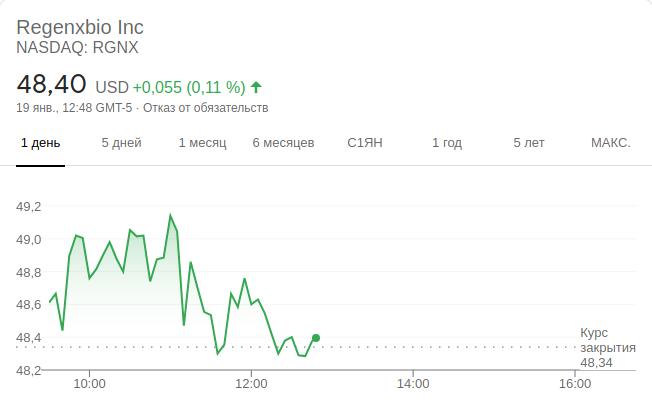 Regenxbio Inc
NASDAQ: RGNX
48,40 USD +0,055 (0,11 %)
19 янв., 12:48 GMT-5 · Отказ от обязательств
1 день 5 дней 1 месяц 6 месяцев С1ЯН 1 год 5 лет МАКС.
49,2
49,0
48,8
48,6
48,4
48,2
Курс
закрытия
48,34
10:00 12:00 14:00 16:00